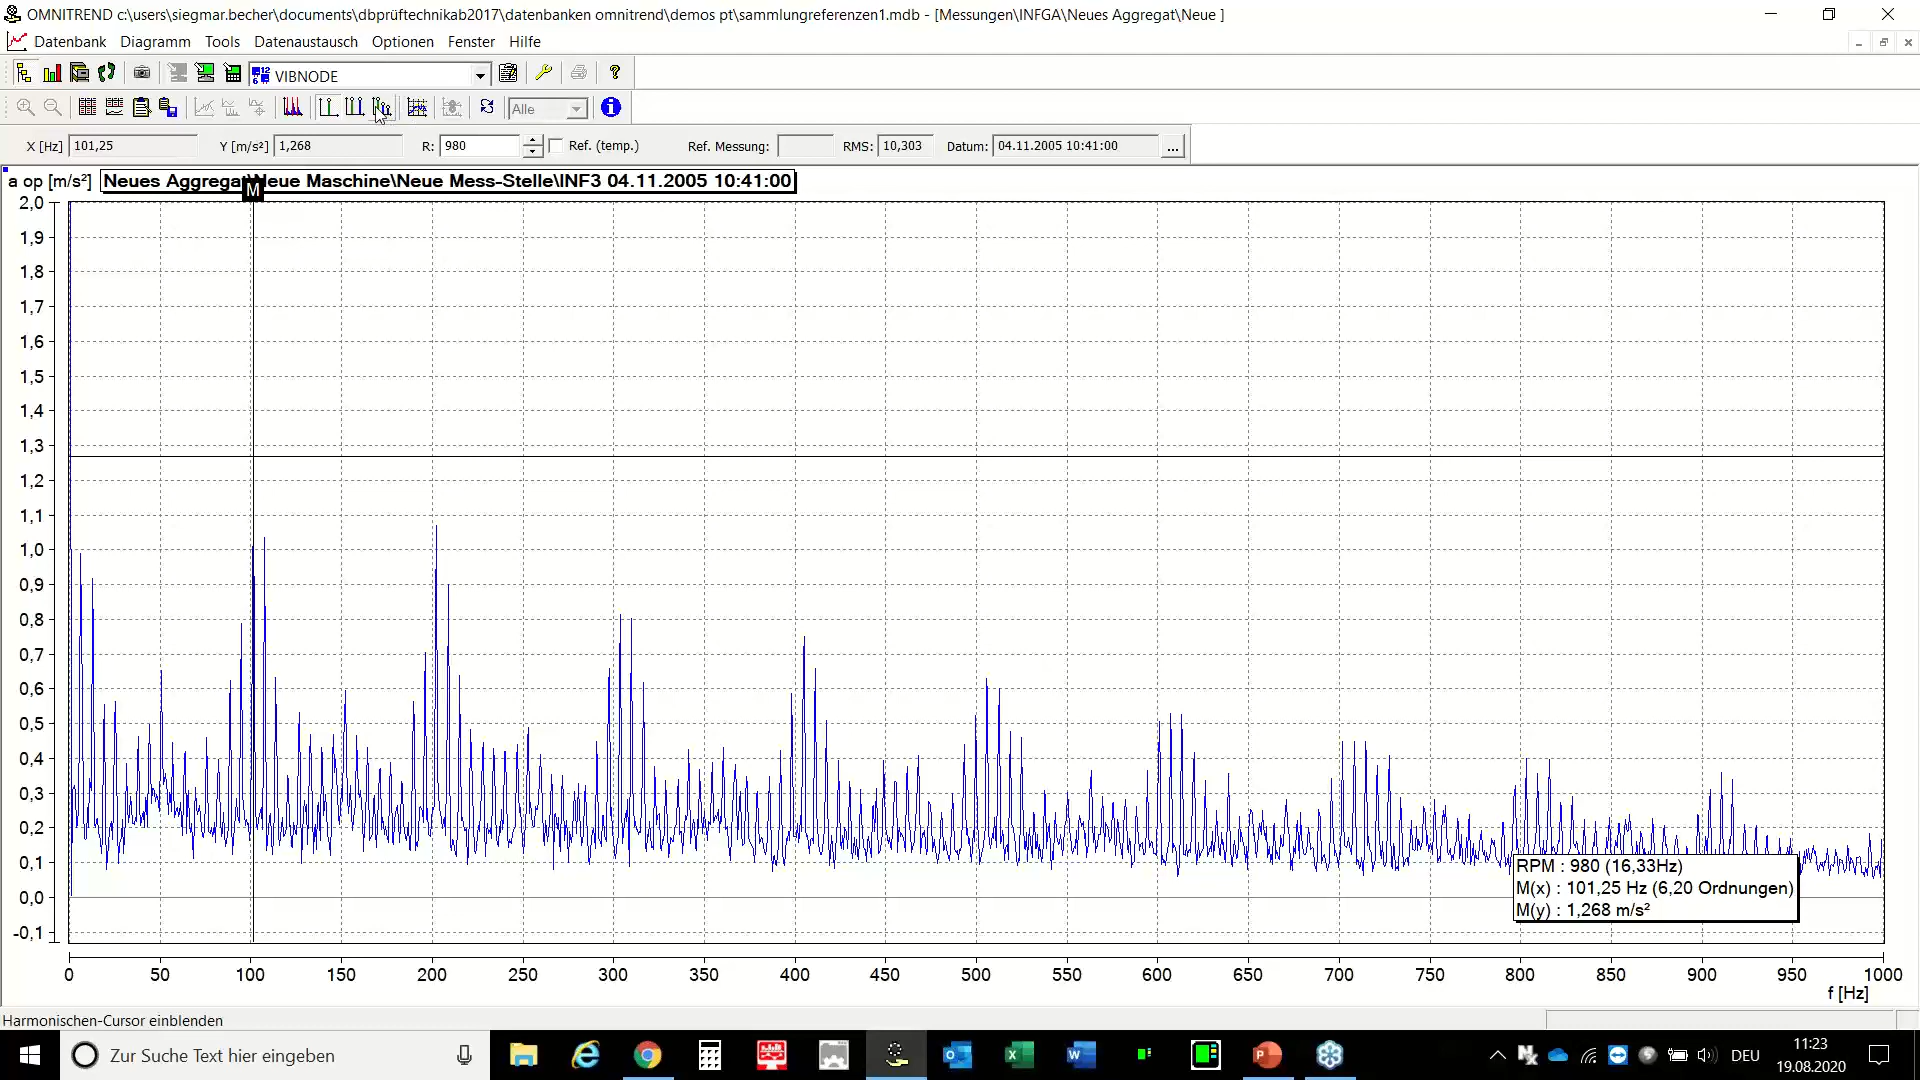 OMNITREND c:\users\siegmar.becher\documents\dbprüftechnikab2017\datenbanken omnitrend\demos pt\sammlungreferenzen1.mdb - [Messungen\INFGA\Neues Aggregat\Neue ]
Datenbank Diagramm Tools Datenaustausch Optionen Fenster Hilfe
VIBNODE
Alle
X [Hz] 101,25 Y [m/s²] 1,268 R: 980 Ref. (temp.) Ref. Messung: RMS: 10,303 Datum: 04.11.2005 10:41:00 ...
a op [m/s²]
Neues Aggregat\Neue Maschine\Neue Mess-Stelle\INF3 04.11.2005 10:41:00
M
2,0
1,9
1,8
1,7
1,6
1,5
1,4
1,3
1,2
1,1
1,0
0,9
0,8
0,7
0,6
0,5
0,4
0,3
0,2
0,1
0,0
-0,1
RPM : 980 (16,33Hz)
M(x) : 101,25 Hz (6,20 Ordnungen)
M(y) : 1,268 m/s²
0 50 100 150 200 250 300 350 400 450 500 550 600 650 700 750 800 850 900 950 1000
f [Hz]
Harmonischen-Cursor einblenden
Zur Suche Text hier eingeben
DEU
11:23
19.08.2020